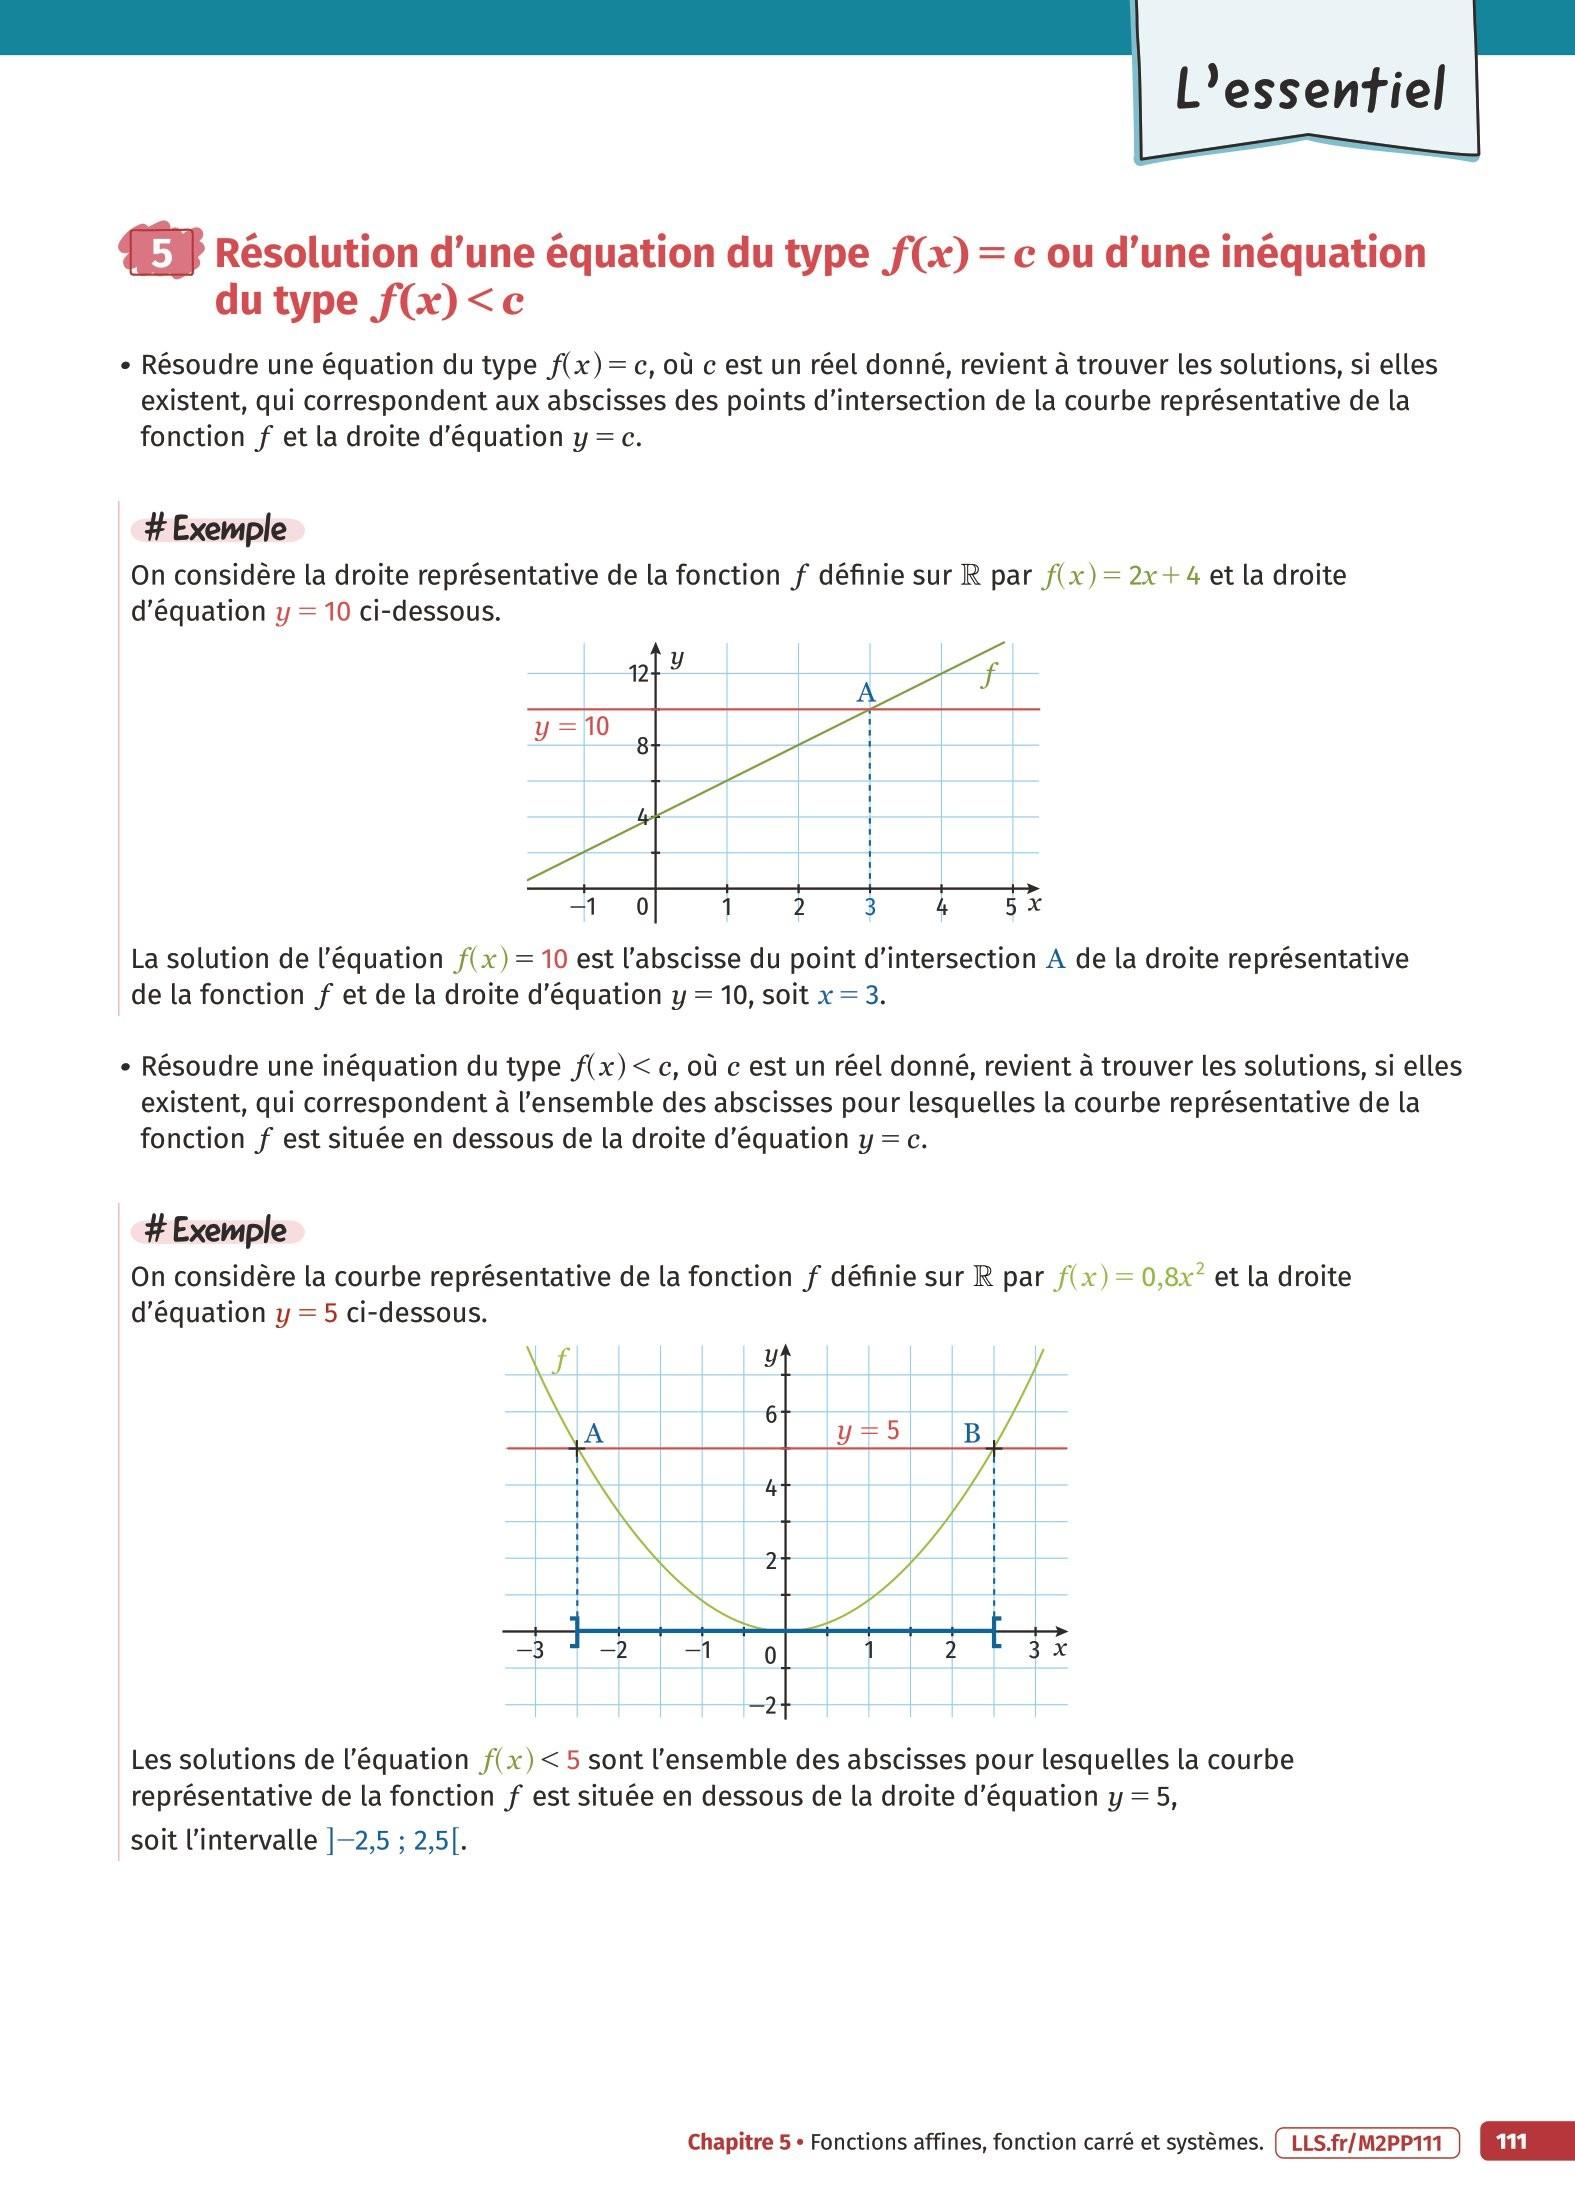 L'essentiel
5 Résolution d'une équation du type f(x) = c ou d'une inéquation
du type f(x) < c
• Résoudre une équation du type f(x) = c, où c est un réel donné, revient à trouver les solutions, si elles
existent, qui correspondent aux abscisses des points d'intersection de la courbe représentative de la
fonction f et la droite d'équation y = c.
# Exemple
On considère la droite représentative de la fonction f définie sur ℝ par f(x) = 2x + 4 et la droite
d'équation y = 10 ci-dessous.
12 y
f
A
y = 10
8
4
−1 0 1 2 3 4 5 x
La solution de l'équation f(x) = 10 est l'abscisse du point d'intersection A de la droite représentative
de la fonction f et de la droite d'équation y = 10, soit x = 3.
• Résoudre une inéquation du type f(x) < c, où c est un réel donné, revient à trouver les solutions, si elles
existent, qui correspondent à l'ensemble des abscisses pour lesquelles la courbe représentative de la
fonction f est située en dessous de la droite d'équation y = c.
# Exemple
On considère la courbe représentative de la fonction f définie sur ℝ par f(x) = 0,8x² et la droite
d'équation y = 5 ci-dessous.
f y
6
A y = 5 B
4
2
−3 −2 −1 0 1 2 3 x
−2
Les solutions de l'équation f(x) < 5 sont l'ensemble des abscisses pour lesquelles la courbe
représentative de la fonction f est située en dessous de la droite d'équation y = 5,
soit l'intervalle ]−2,5 ; 2,5[.
Chapitre 5 • Fonctions affines, fonction carré et systèmes. LLS.fr/M2PP111 111